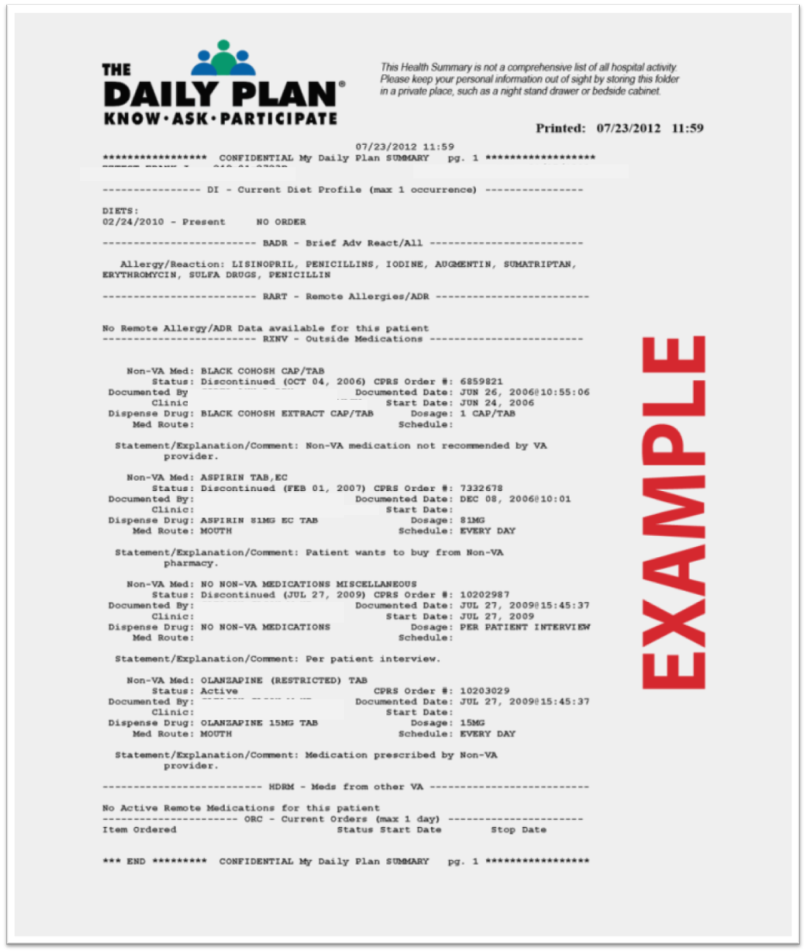 THE
DAILY PLAN®
KNOW·ASK·PARTICIPATE
This Health Summary is not a comprehensive list of all hospital activity.
Please keep your personal information out of sight by storing this folder
in a private place, such as a night stand drawer or bedside cabinet.
Printed: 07/23/2012 11:59
07/23/2012 11:59
***************** CONFIDENTIAL My Daily Plan SUMMARY pg. 1 ******************
---------------- DI - Current Diet Profile (max 1 occurrence) ----------------
DIETS:
02/24/2010 - Present NO ORDER
------------------------- BADR - Brief Adv React/All -------------------------
Allergy/Reaction: LISINOPRIL, PENICILLINS, IODINE, AUGMENTIN, SUMATRIPTAN,
ERYTHROMYCIN, SULFA DRUGS, PENICILLIN
------------------------- RART - Remote Allergies/ADR -------------------------
No Remote Allergy/ADR Data available for this patient
------------------------- RXNV - Outside Medications -------------------------
Non-VA Med: BLACK COHOSH CAP/TAB
Status: Discontinued (OCT 04, 2006) CPRS Order #: 6859821
Documented By Documented Date: JUN 26, 2006@10:55:06
Clinic Start Date: JUN 24, 2006
Dispense Drug: BLACK COHOSH EXTRACT CAP/TAB Dosage: 1 CAP/TAB
Med Route: Schedule:
Statement/Explanation/Comment: Non-VA medication not recommended by VA
provider.
Non-VA Med: ASPIRIN TAB,EC
Status: Discontinued (FEB 01, 2007) CPRS Order #: 7332678
Documented By: Documented Date: DEC 08, 2006@10:01
Clinic: Start Date:
Dispense Drug: ASPIRIN 81MG EC TAB Dosage: 81MG
Med Route: MOUTH Schedule: EVERY DAY
Statement/Explanation/Comment: Patient wants to buy from Non-VA
pharmacy.
Non-VA Med: NO NON-VA MEDICATIONS MISCELLANEOUS
Status: Discontinued (JUL 27, 2009) CPRS Order #: 10202987
Documented By: Documented Date: JUL 27, 2009@15:45:37
Clinic: Start Date: JUL 27, 2009
Dispense Drug: NO NON-VA MEDICATIONS Dosage: PER PATIENT INTERVIEW
Med Route: Schedule:
Statement/Explanation/Comment: Per patient interview.
Non-VA Med: OLANZAPINE (RESTRICTED) TAB
Status: Active CPRS Order #: 10203029
Documented By: Documented Date: JUL 27, 2009@15:45:37
Clinic: Start Date:
Dispense Drug: OLANZAPINE 15MG TAB Dosage: 15MG
Med Route: MOUTH Schedule: EVERY DAY
Statement/Explanation/Comment: Medication prescribed by Non-VA
provider.
-------------------------- HDRM - Meds from other VA --------------------------
No Active Remote Medications for this patient
---------------------- ORC - Current Orders (max 1 day) ----------------------
Item Ordered Status Start Date Stop Date
*** END ********* CONFIDENTIAL My Daily Plan SUMMARY pg. 1 *****************
EXAMPLE